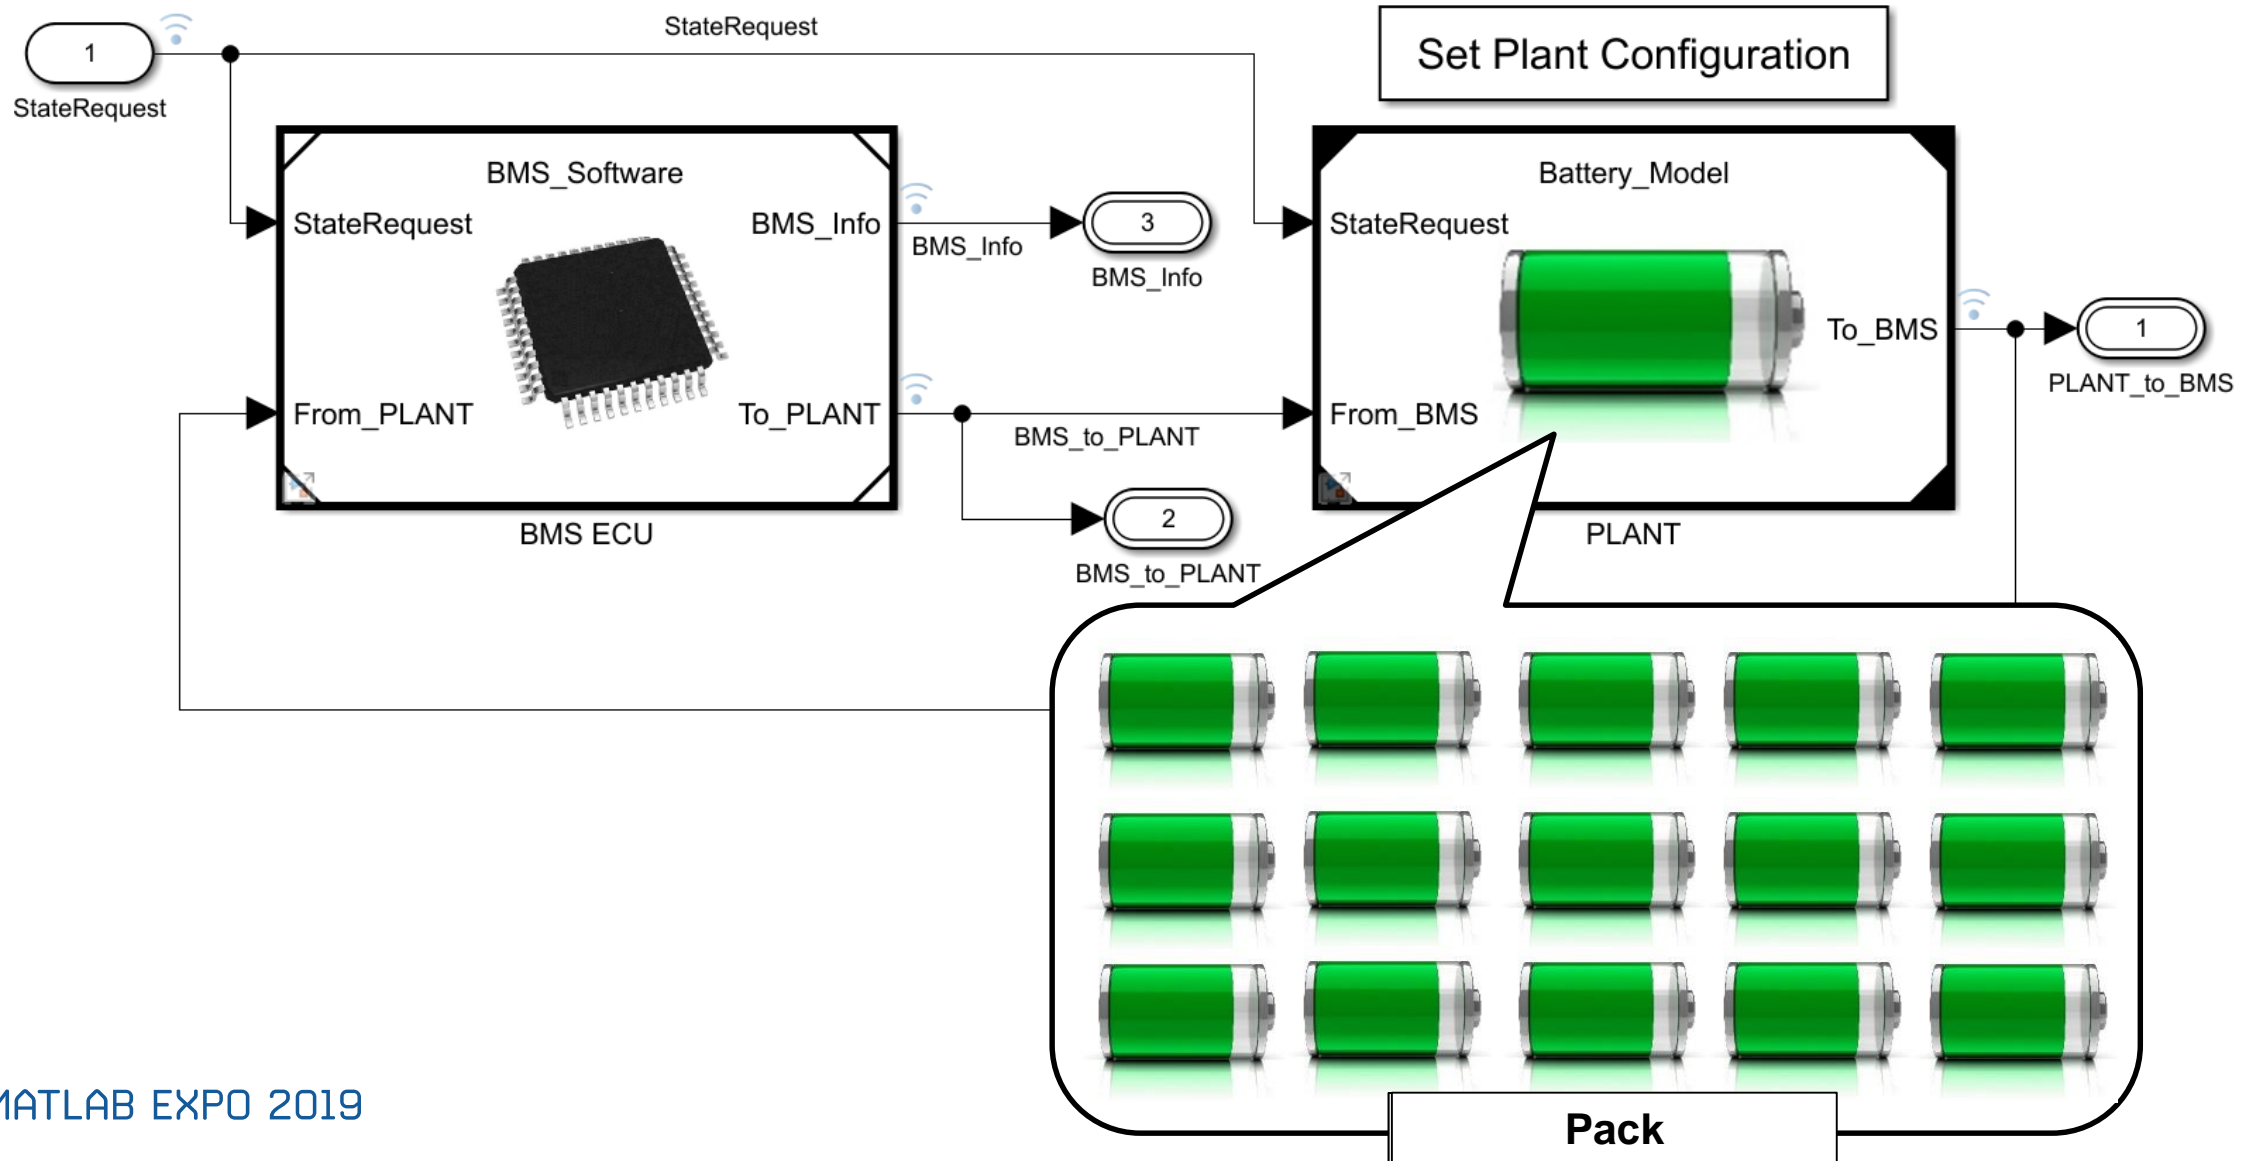 StateRequest
Set Plant Configuration
1
StateRequest
BMS_Software
StateRequest
BMS_Info
From_PLANT
To_PLANT
BMS ECU
BMS_Info
3
BMS_Info
BMS_to_PLANT
2
BMS_to_PLANT
Battery_Model
StateRequest
To_BMS
From_BMS
PLANT
1
PLANT_to_BMS
Pack
MATLAB EXPO 2019